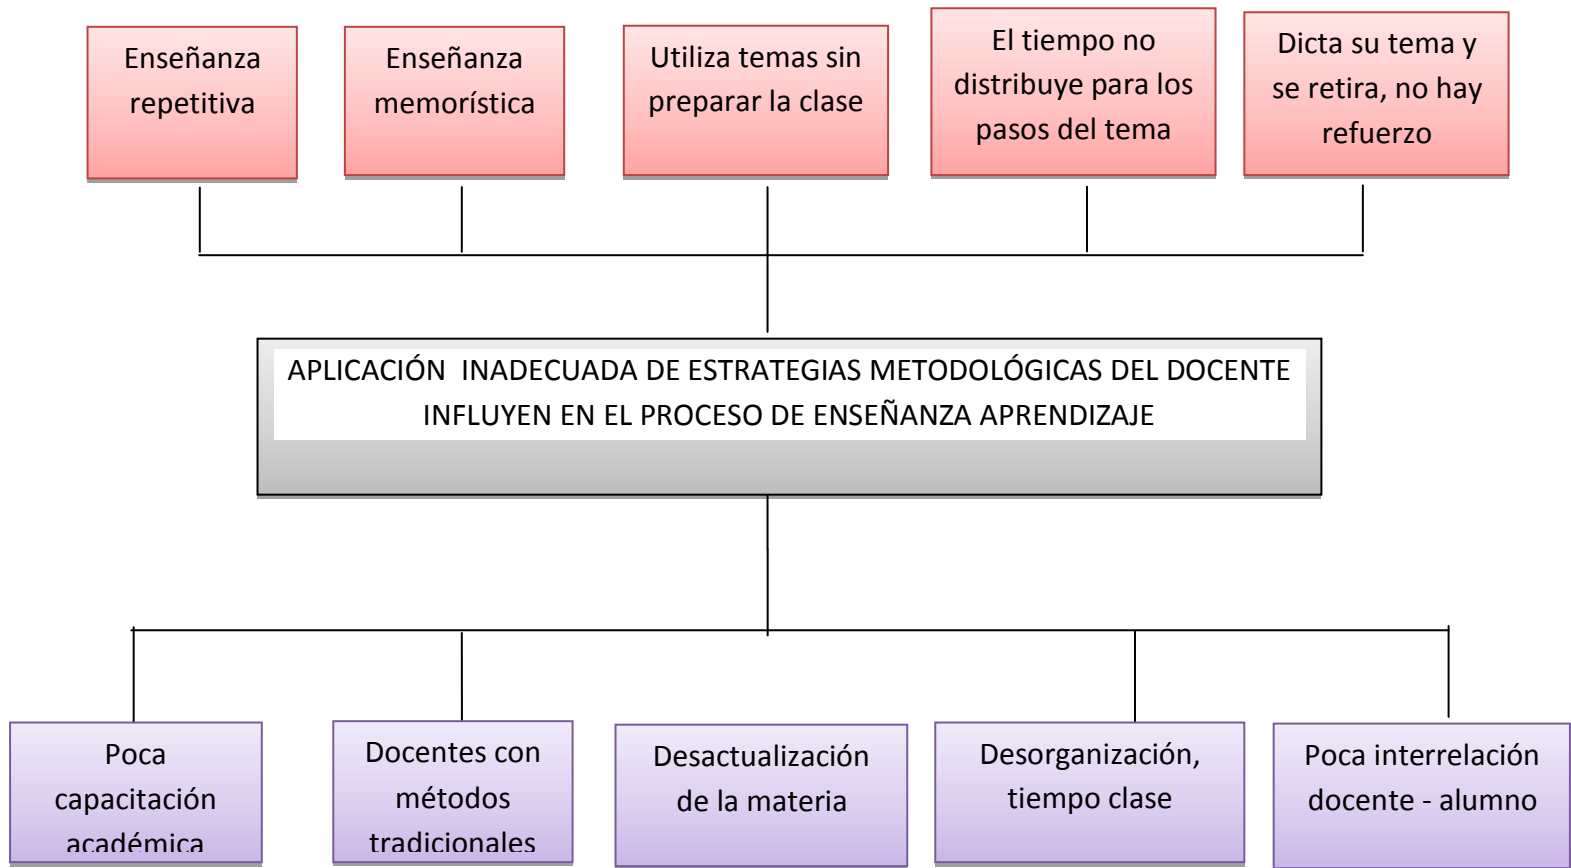 Enseñanza
repetitiva
Enseñanza
memorística
Utiliza temas sin
preparar la clase
El tiempo no
distribuye para los
pasos del tema
Dicta su tema y
se retira, no hay
refuerzo
APLICACIÓN  INADECUADA DE ESTRATEGIAS METODOLÓGICAS DEL DOCENTE
INFLUYEN EN EL PROCESO DE ENSEÑANZA APRENDIZAJE
Poca
capacitación
académica
Docentes con
métodos
tradicionales
Desactualización
de la materia
Desorganización,
tiempo clase
Poca interrelación
docente - alumno